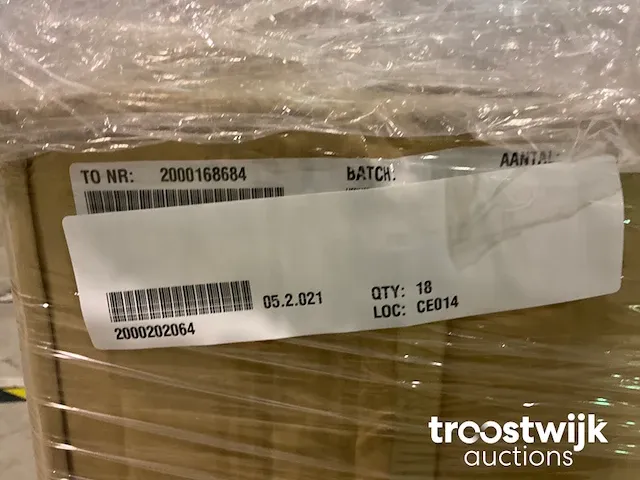 TO NR: 2000168684 BATCH: AANTAL:
05.2.021 QTY: 18
2000202064 LOC: CE014
troostwijk
auctions